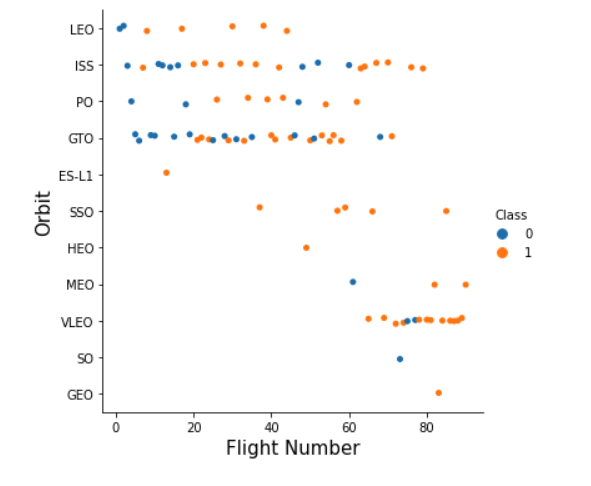 LEO
ISS
PO
GTO
ES-L1
SSO
HEO
MEO
VLEO
SO
GEO
Orbit
0 20 40 60 80
Flight Number
Class
0
1